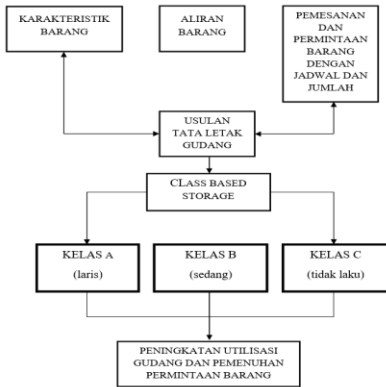 KARAKTERISTIK
BARANG
ALIRAN
BARANG
PEMESANAN
DAN
PERMINTAAN
BARANG
DENGAN
JADWAL DAN
JUMLAH
USULAN
TATA LETAK
GUDANG
CLASS BASED
STORAGE
KELAS A
(laris)
KELAS B
(sedang)
KELAS C
(tidak laku)
PENINGKATAN UTILISASI
GUDANG DAN PEMENUHAN
PERMINTAAN BARANG